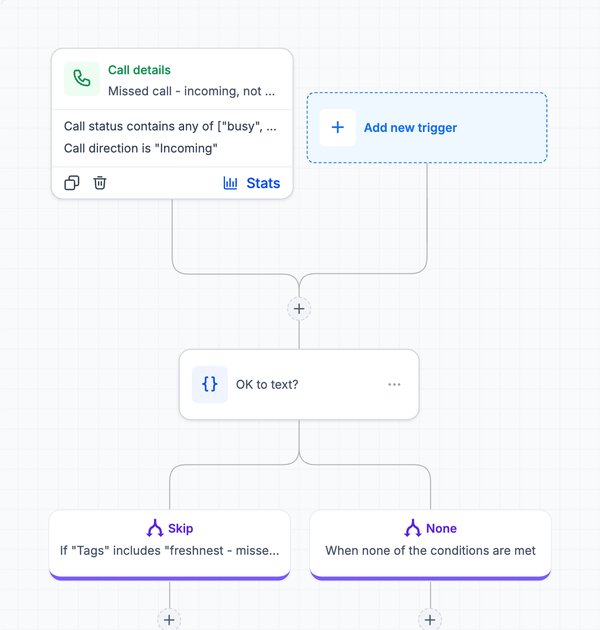 Call details
Missed call - incoming, not ...
Call status contains any of ["busy", ...
Call direction is "Incoming"
Stats
Add new trigger
OK to text?
Skip
If "Tags" includes "freshnest - misse...
None
When none of the conditions are met